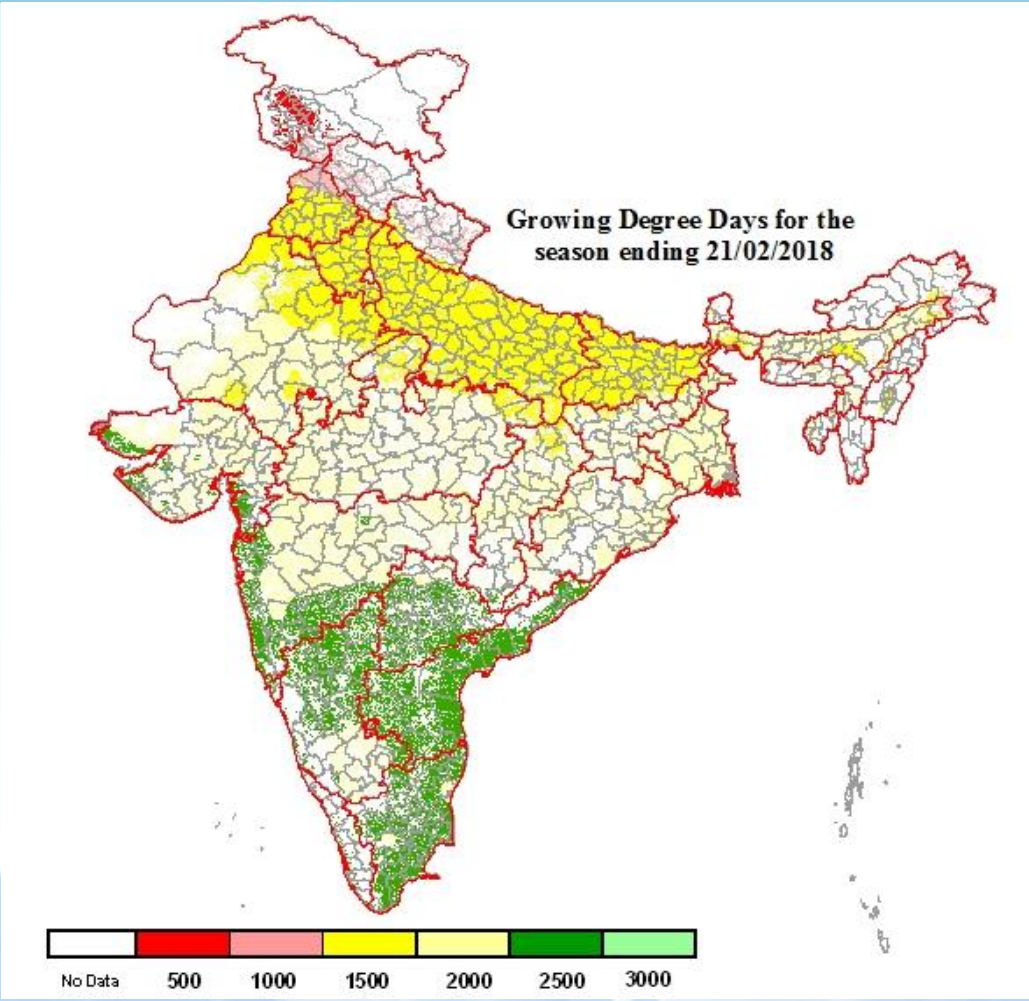 Growing Degree Days for the
season ending 21/02/2018
No Data 500 1000 1500 2000 2500 3000